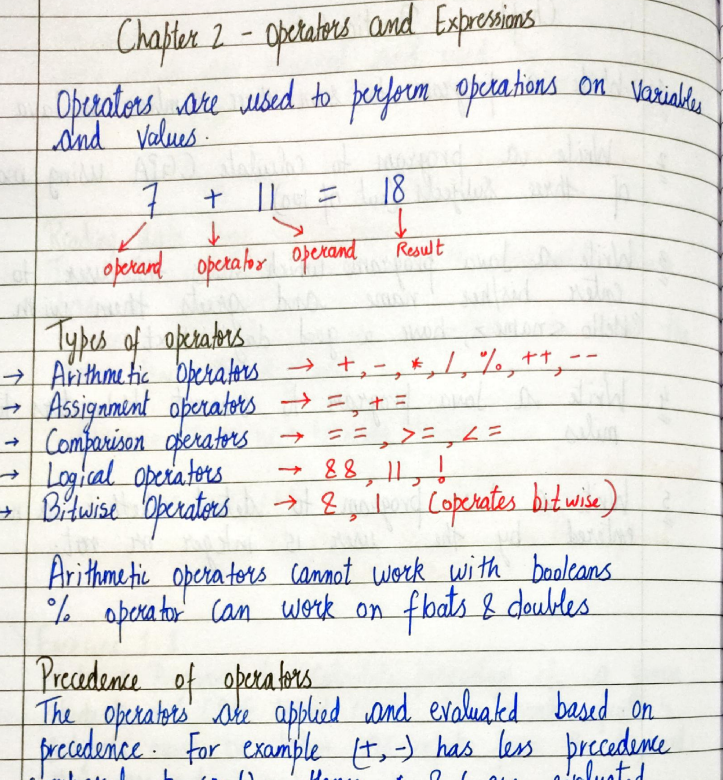 Chapter 2 - Operators and Expressions
Operators are used to perform operations on variables
and values.
7 + 11 = 18
operand operator operand Result
Types of operators
→ Arithmetic Operators → +, -, *, /, %, ++, --
→ Assignment operators → =, +=
→ Comparison operators → ==, >=, <=
→ Logical operators → &&, ||, !
→ Bitwise Operators → &, (operates bitwise)
Arithmetic operators cannot work with booleans
% operator can work on floats & doubles
Precedence of operators
The operators are applied and evaluated based on
precedence. For example (+, -) has less precedence